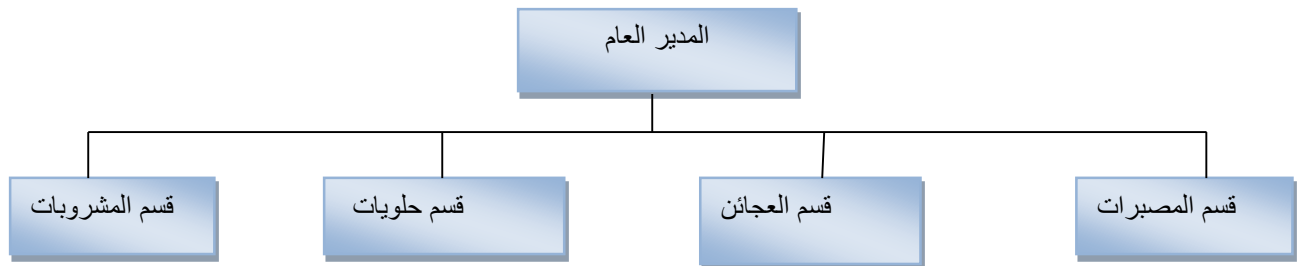 المدير العام
قسم المصبرات
قسم العجائن
قسم حلويات
قسم المشروبات